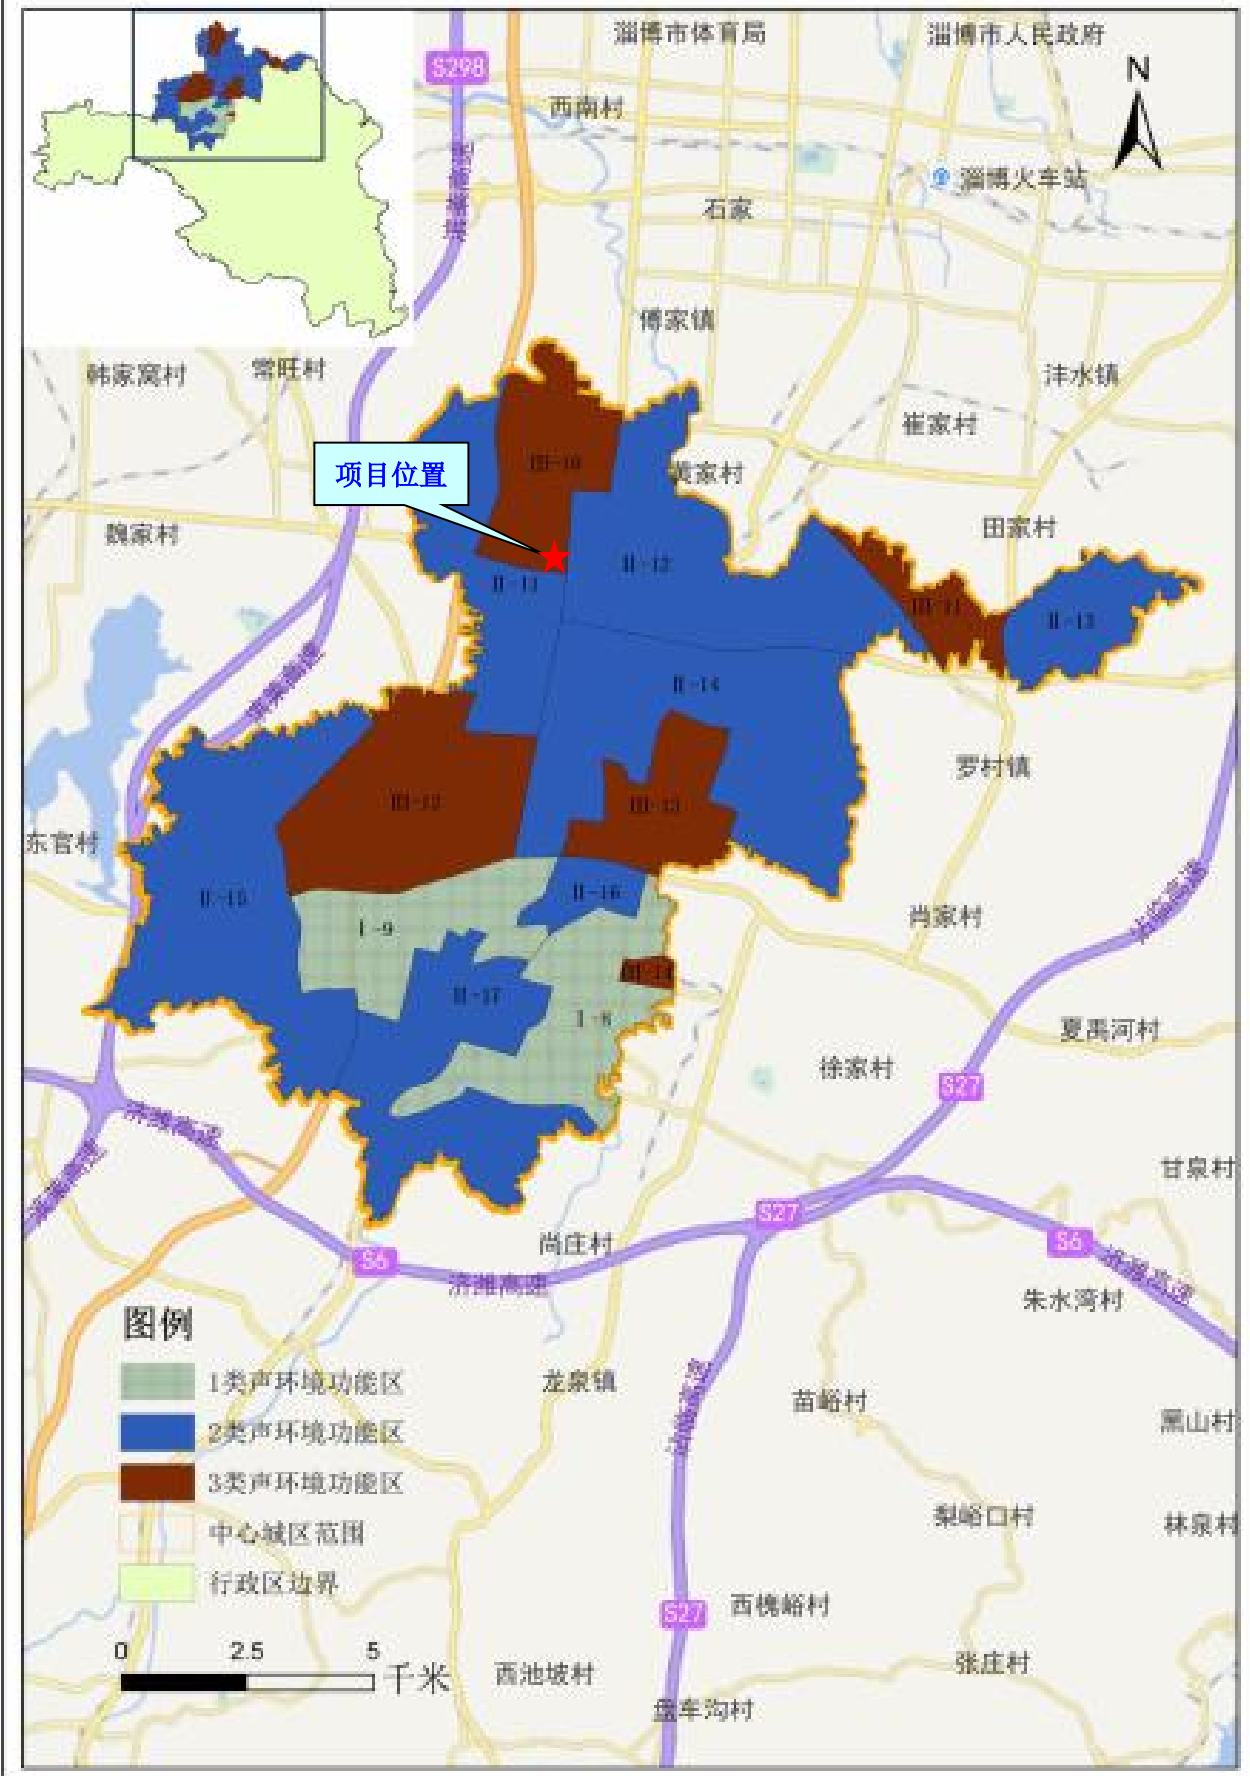 淄博市体育局
淄博市人民政府
S298
N
西南村
淄博火车站
石家
傅家镇
韩家窝村
常旺村
沣水镇
崔家村
III-10
黄家村
项目位置
魏家村
田家村
II-11
II-12
III-11
II-13
II-14
罗村镇
III-12
III-13
东官村
II-15
II-16
肖家村
I-9
III-14
II-17
I-8
夏禹河村
徐家村
S27
济潍高速
甘泉村
S27
尚庄村
S6
S6
济潍高速
济潍高速
朱水湾村
图例
1类声环境功能区
龙泉镇
苗峪村
2类声环境功能区
黑山村
3类声环境功能区
梨峪口村
中心城区范围
林泉村
行政区边界
西槐峪村
S27
0 2.5 5
千米
西池坡村
张庄村
盘车沟村